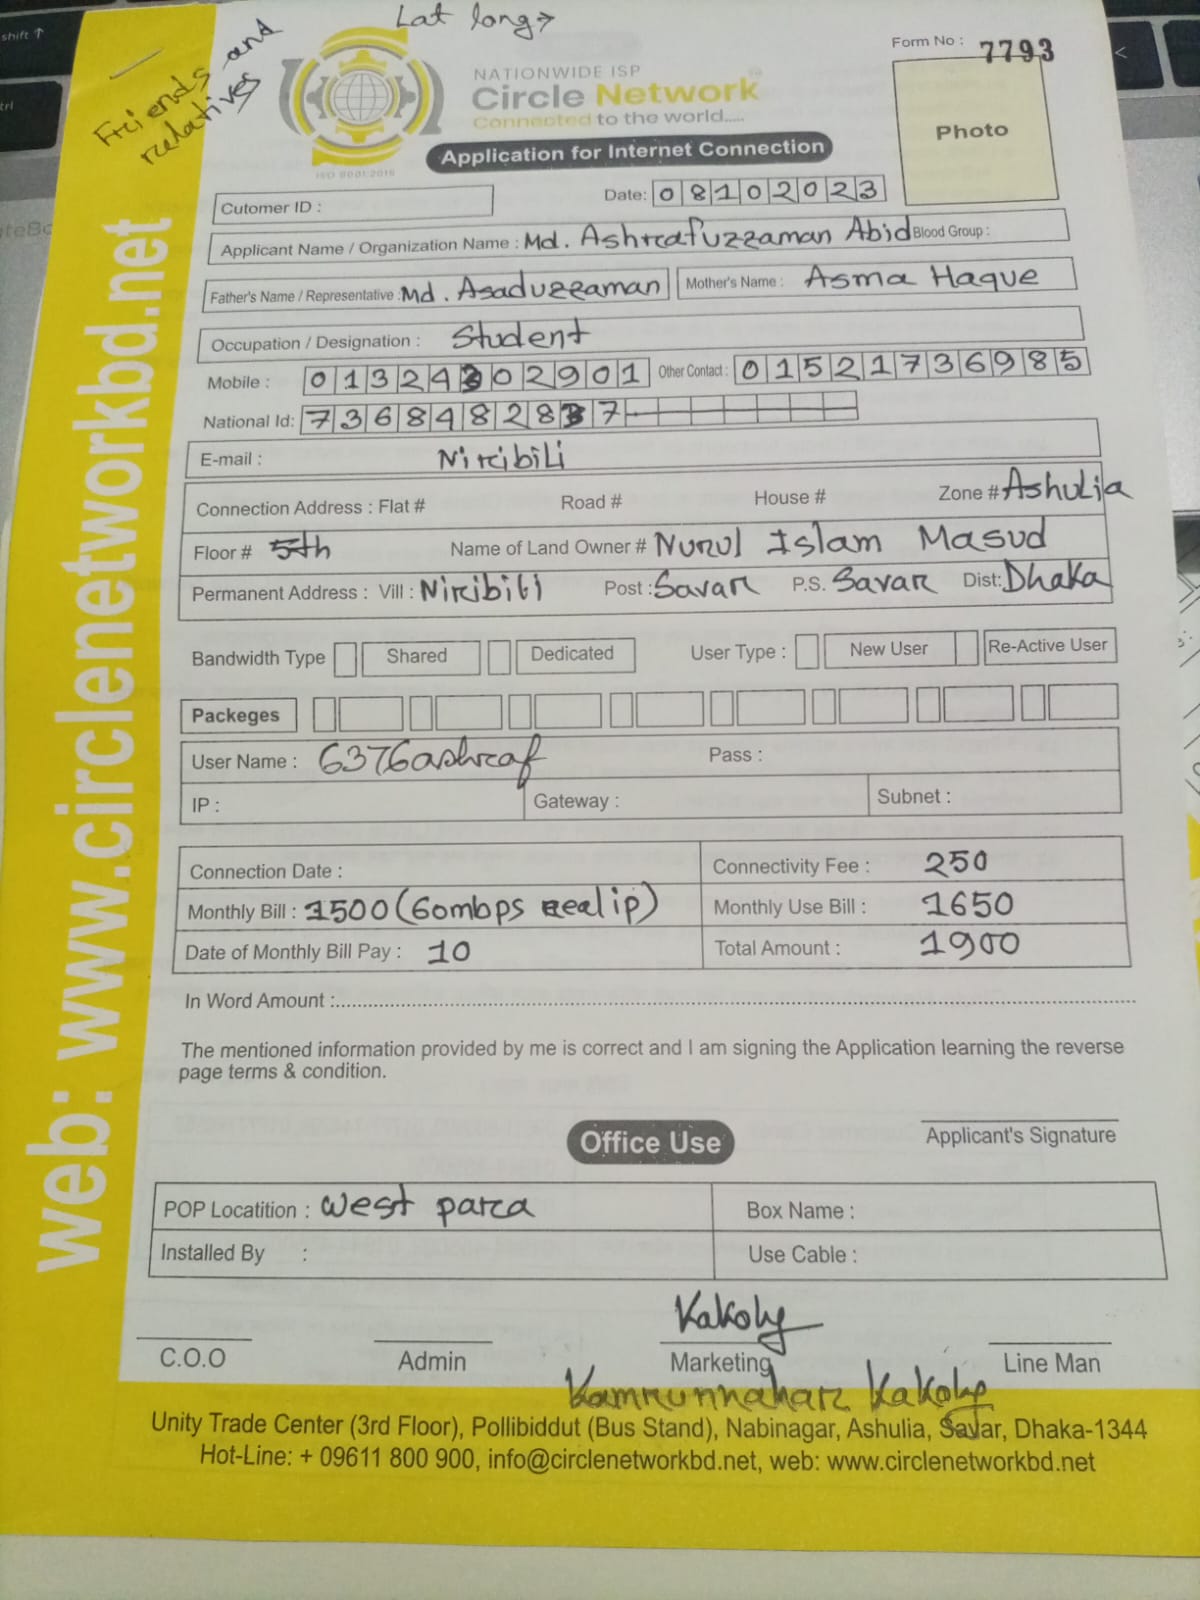 Lat long→
Friends and
relatives
Form No : 7793
NATIONWIDE ISP
Circle Network
Connected to the world.....
ISO 9001:2015
Application for Internet Connection
Photo
Cutomer ID :
Date: 08102023
Applicant Name / Organization Name : Md. Ashrafuzzaman Abid Blood Group :
Father's Name / Representative : Md. Asaduzzaman Mother's Name : Asma Haque
Occupation / Designation : Student
Mobile : 01324302901 Other Contact : 01521736985
National Id: 7368482837
E-mail : Niribili
Connection Address : Flat # Road # House # Zone # Ashulia
Floor # 5th Name of Land Owner # Nurul Islam Masud
Permanent Address : Vill : Niribili Post : Savar P.S. Savar Dist: Dhaka
Bandwidth Type Shared Dedicated User Type : New User Re-Active User
Packeges
User Name : 6376ashraf Pass :
IP : Gateway : Subnet :
Connection Date : Connectivity Fee : 250
Monthly Bill : 1500 (60mbps real ip) Monthly Use Bill : 1650
Date of Monthly Bill Pay : 10 Total Amount : 1900
In Word Amount :
The mentioned information provided by me is correct and I am signing the Application learning the reverse
page terms & condition.
Applicant's Signature
Office Use
POP Locatition : west para Box Name :
Installed By : Use Cable :
Kakoly
C.O.O Admin Marketing Line Man
Kamrunnahar Kakoly
Unity Trade Center (3rd Floor), Pollibiddut (Bus Stand), Nabinagar, Ashulia, Savar, Dhaka-1344
Hot-Line: + 09611 800 900, info@circlenetworkbd.net, web: www.circlenetworkbd.net
web: www.circlenetworkbd.net
shift ↑